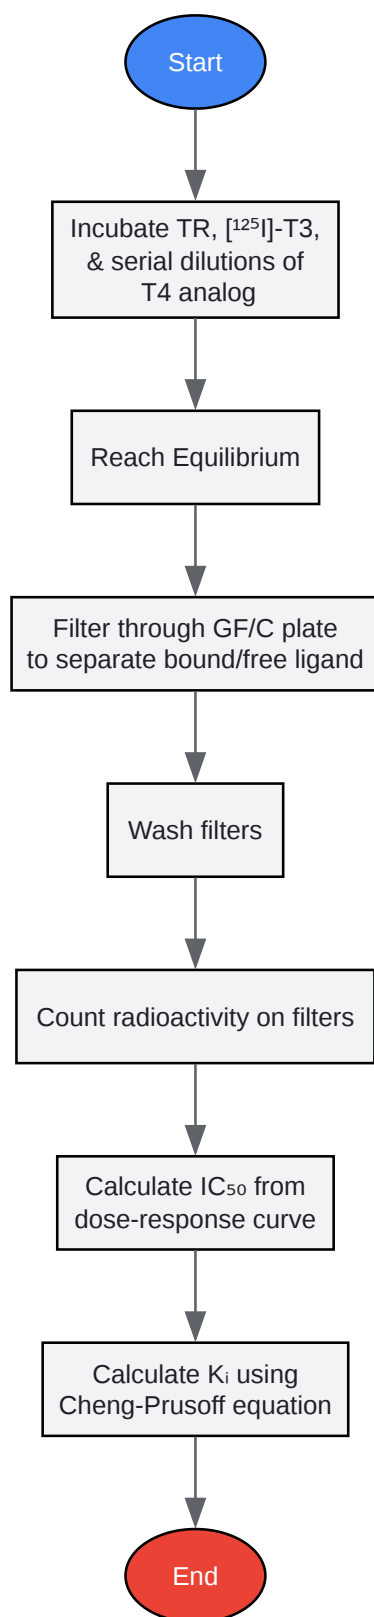 Start
Incubate TR, [¹²⁵I]-T3,
& serial dilutions of
T4 analog
Reach Equilibrium
Filter through GF/C plate
to separate bound/free ligand
Wash filters
Count radioactivity on filters
Calculate IC₅₀ from
dose-response curve
Calculate Kᵢ using
Cheng-Prusoff equation
End